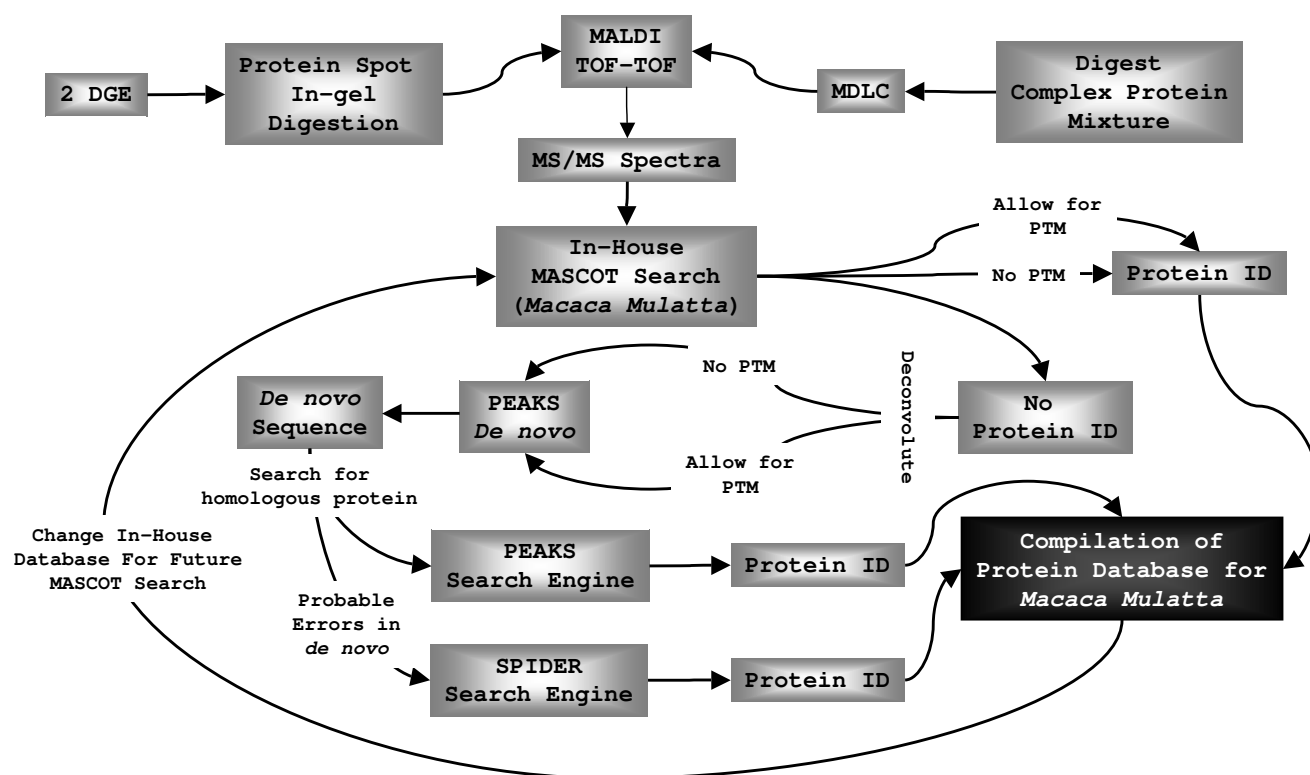 2 DGE
Protein Spot
In-gel
Digestion
MALDI
TOF-TOF
MDLC
Digest
Complex Protein
Mixture
MS/MS Spectra
In-House
MASCOT Search
(Macaca Mulatta)
Allow for
PTM
No PTM
Protein ID
No PTM
Deconvolute
No
Protein ID
PEAKS
De novo
De novo
Sequence
Allow for
PTM
Search for
homologous protein
Change In-House
Database For Future
MASCOT Search
PEAKS
Search Engine
Protein ID
Compilation of
Protein Database for
Macaca Mulatta
Probable
Errors in
de novo
SPIDER
Search Engine
Protein ID